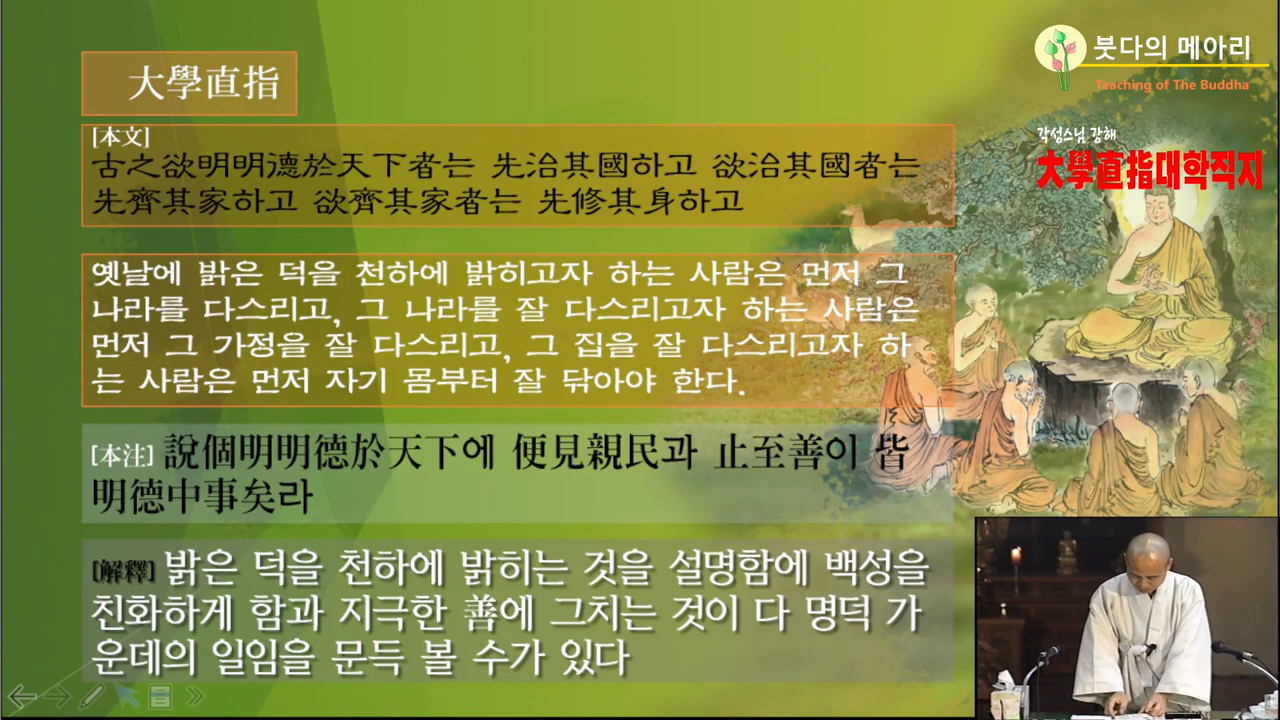 붓다의 메아리
Teaching of The Buddha
각성스님 강해
大學直指대학직지
大學直指
[本文]
古之欲明明德於天下者는 先治其國하고 欲治其國者는
先齊其家하고 欲齊其家者는 先修其身하고
옛날에 밝은 덕을 천하에 밝히고자 하는 사람은 먼저 그
나라를 다스리고, 그 나라를 잘 다스리고자 하는 사람은
먼저 그 가정을 잘 다스리고, 그 집을 잘 다스리고자 하
는 사람은 먼저 자기 몸부터 잘 닦아야 한다.
[本注] 說個明明德於天下에 便見親民과 止至善이 皆
明德中事矣라
[解釋] 밝은 덕을 천하에 밝히는 것을 설명함에 백성을
친화하게 함과 지극한 善에 그치는 것이 다 명덕 가
운데의 일임을 문득 볼 수가 있다